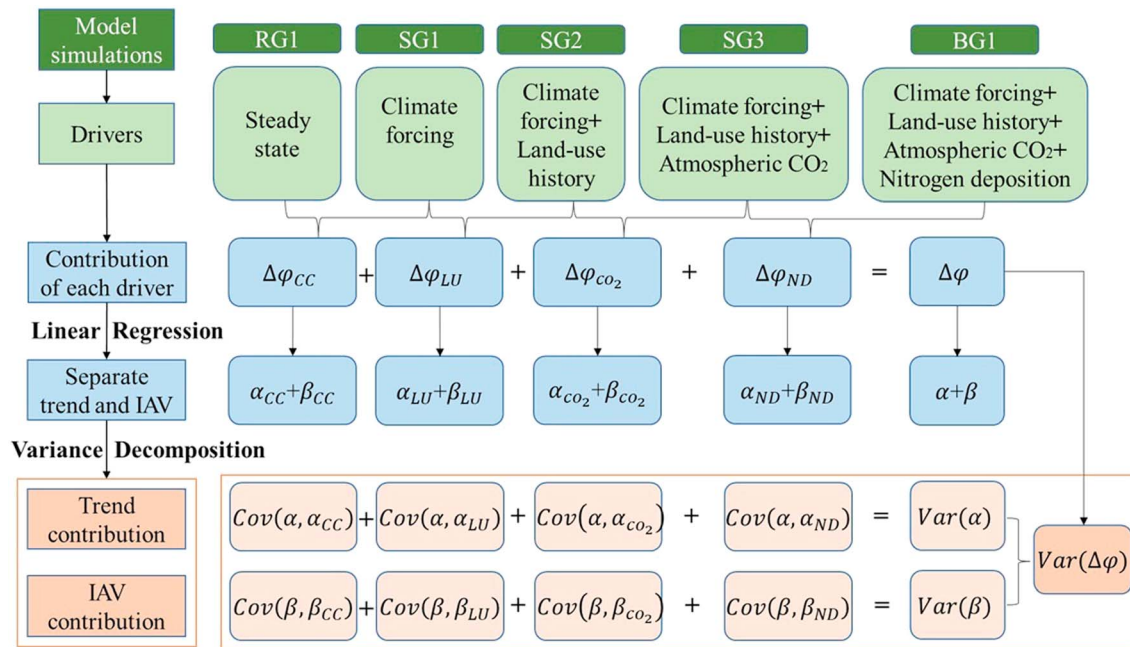 Model
simulations
RG1
SG1
SG2
SG3
BG1
Drivers
Steady
state
Climate
forcing
Climate
forcing+
Land-use
history
Climate forcing+
Land-use history+
Atmospheric CO₂
Climate forcing+
Land-use history+
Atmospheric CO₂+
Nitrogen deposition
Contribution
of each driver
Δφ_CC + Δφ_LU + Δφ_co₂ + Δφ_ND = Δφ
Linear Regression
Separate
trend and IAV
α_CC+β_CC
α_LU+β_LU
α_co₂+β_co₂
α_ND+β_ND
α+β
Variance Decomposition
Trend
contribution
Cov(α, α_CC) + Cov(α, α_LU) + Cov(α, α_co₂) + Cov(α, α_ND) = Var(α)
Var(Δφ)
IAV
contribution
Cov(β, β_CC) + Cov(β, β_LU) + Cov(β, β_co₂) + Cov(β, β_ND) = Var(β)